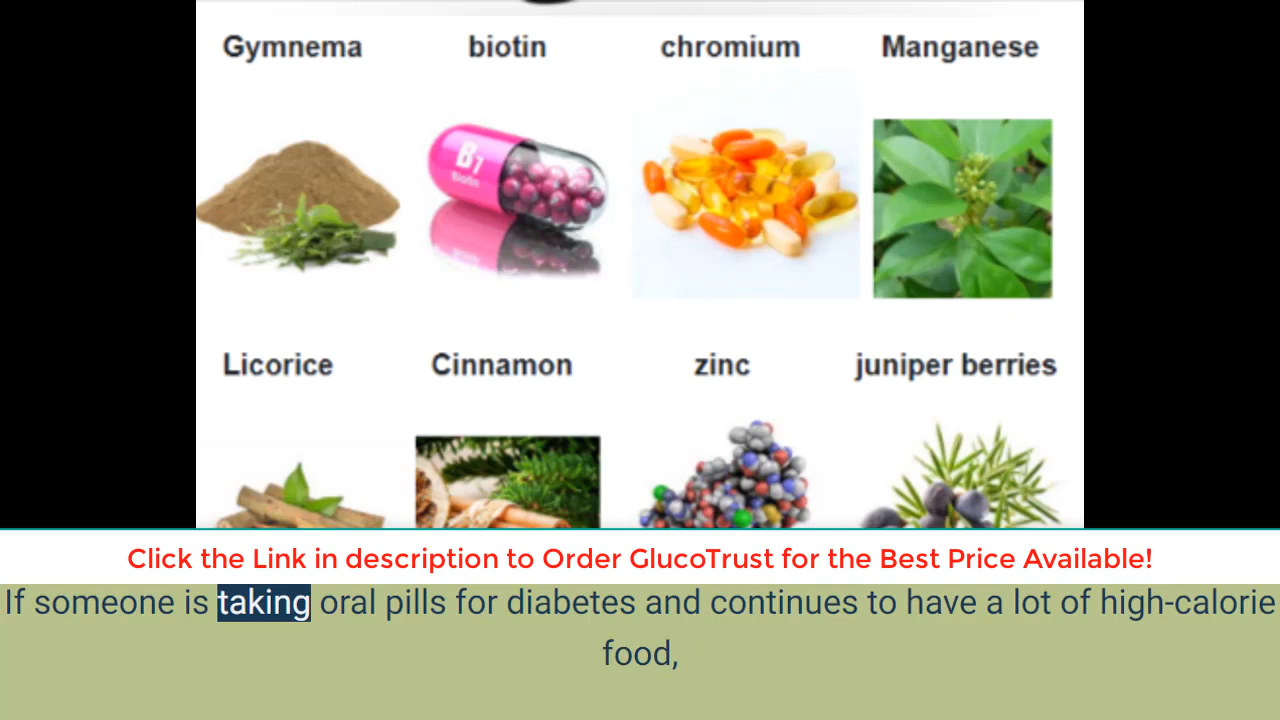 Gymnema biotin chromium Manganese
B7
Biotin
Licorice Cinnamon zinc juniper berries
Click the Link in description to Order GlucoTrust for the Best Price Available!
If someone is taking oral pills for diabetes and continues to have a lot of high-calorie
food,